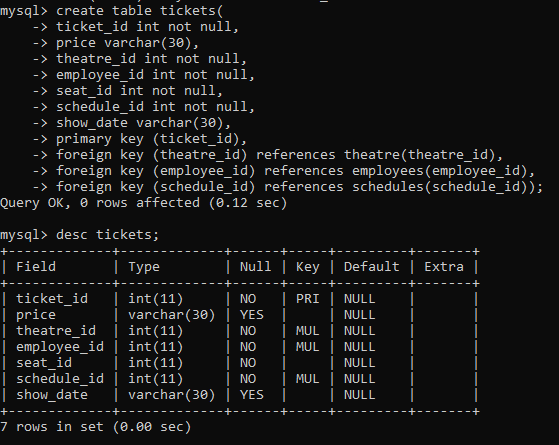 mysql> create table tickets(
    -> ticket_id int not null,
    -> price varchar(30),
    -> theatre_id int not null,
    -> employee_id int not null,
    -> seat_id int not null,
    -> schedule_id int not null,
    -> show_date varchar(30),
    -> primary key (ticket_id),
    -> foreign key (theatre_id) references theatre(theatre_id),
    -> foreign key (employee_id) references employees(employee_id),
    -> foreign key (schedule_id) references schedules(schedule_id));
Query OK, 0 rows affected (0.12 sec)
mysql> desc tickets;
+-------------+-------------+------+-----+---------+-------+
| Field       | Type        | Null | Key | Default | Extra |
+-------------+-------------+------+-----+---------+-------+
| ticket_id   | int(11)     | NO   | PRI | NULL    |       |
| price       | varchar(30) | YES  |     | NULL    |       |
| theatre_id  | int(11)     | NO   | MUL | NULL    |       |
| employee_id | int(11)     | NO   | MUL | NULL    |       |
| seat_id     | int(11)     | NO   |     | NULL    |       |
| schedule_id | int(11)     | NO   | MUL | NULL    |       |
| show_date   | varchar(30) | YES  |     | NULL    |       |
+-------------+-------------+------+-----+---------+-------+
7 rows in set (0.00 sec)